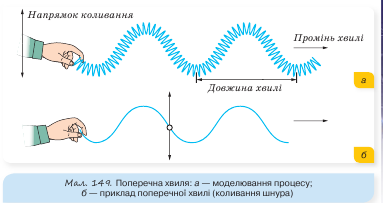 Напрямок коливання
Промінь хвилі
Довжина хвилі
а
б
Мал. 149. Поперечна хвиля: а — моделювання процесу;
б — приклад поперечної хвилі (коливання шнура)